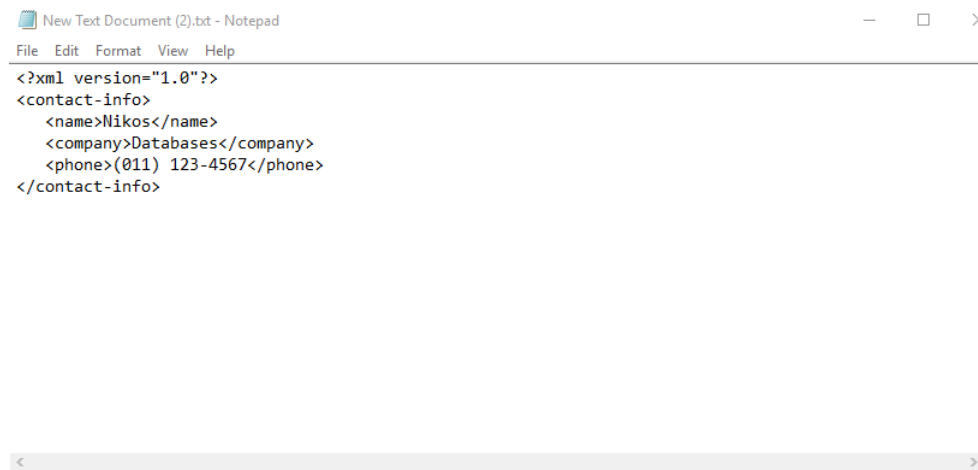 New Text Document (2).txt - Notepad
File Edit Format View Help
<?xml version="1.0"?>
<contact-info>
   <name>Nikos</name>
   <company>Databases</company>
   <phone>(011) 123-4567</phone>
</contact-info>